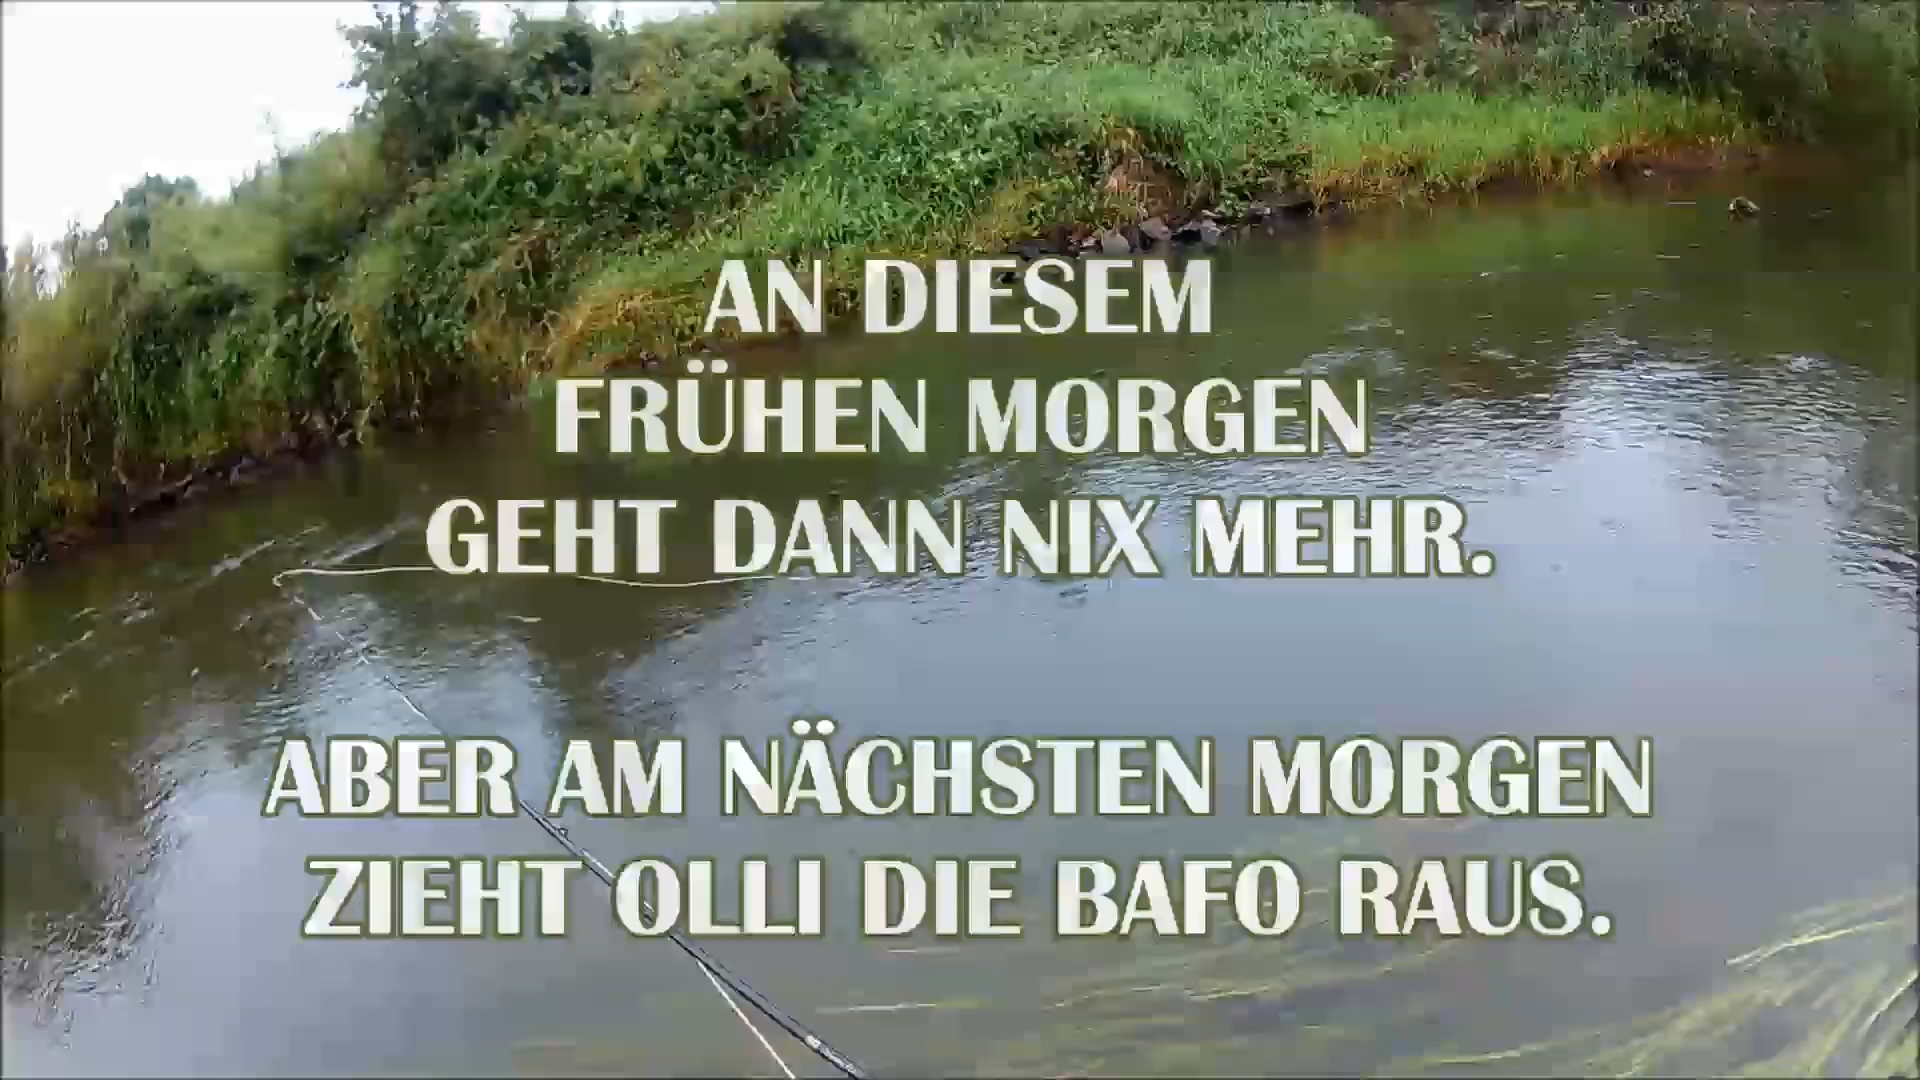 AN DIESEM
FRÜHEN MORGEN
GEHT DANN NIX MEHR.
ABER AM NÄCHSTEN MORGEN
ZIEHT OLLI DIE BAFO RAUS.